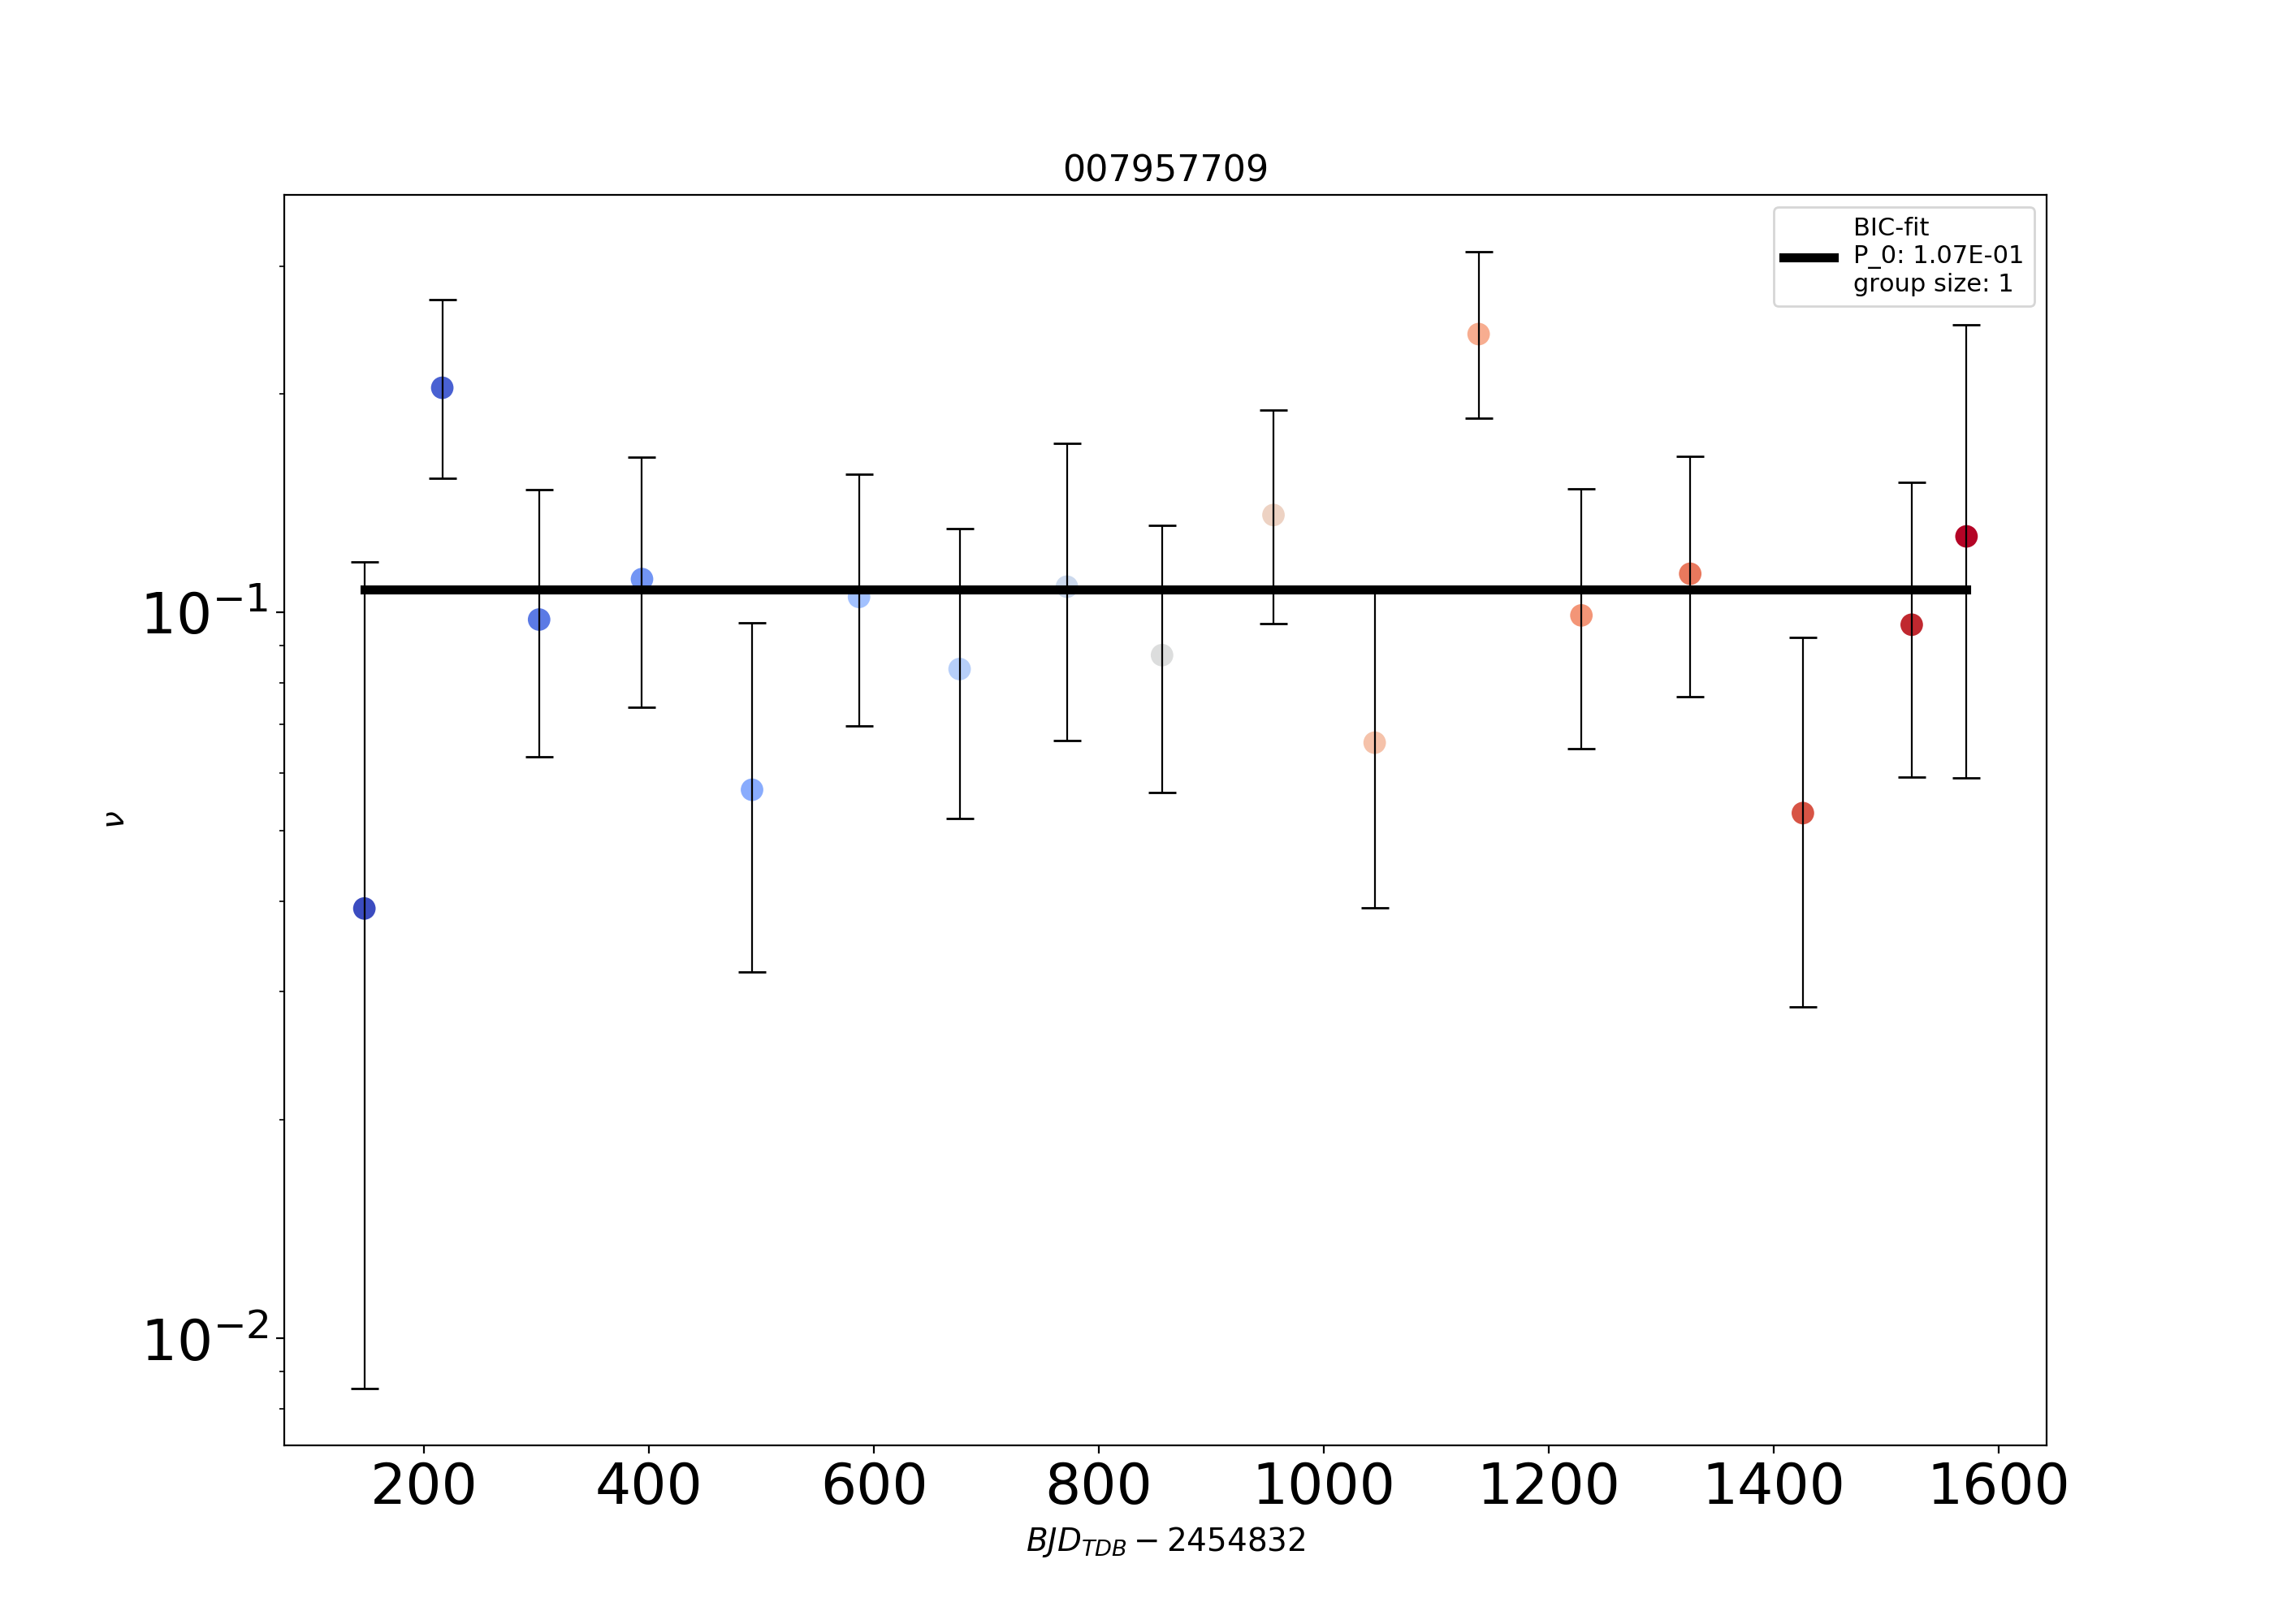 007957709
BIC-fit
P_0: 1.07E-01
group size: 1
10⁻¹
10⁻²
ν
200 400 600 800 1000 1200 1400 1600
BJD_TDB − 2454832